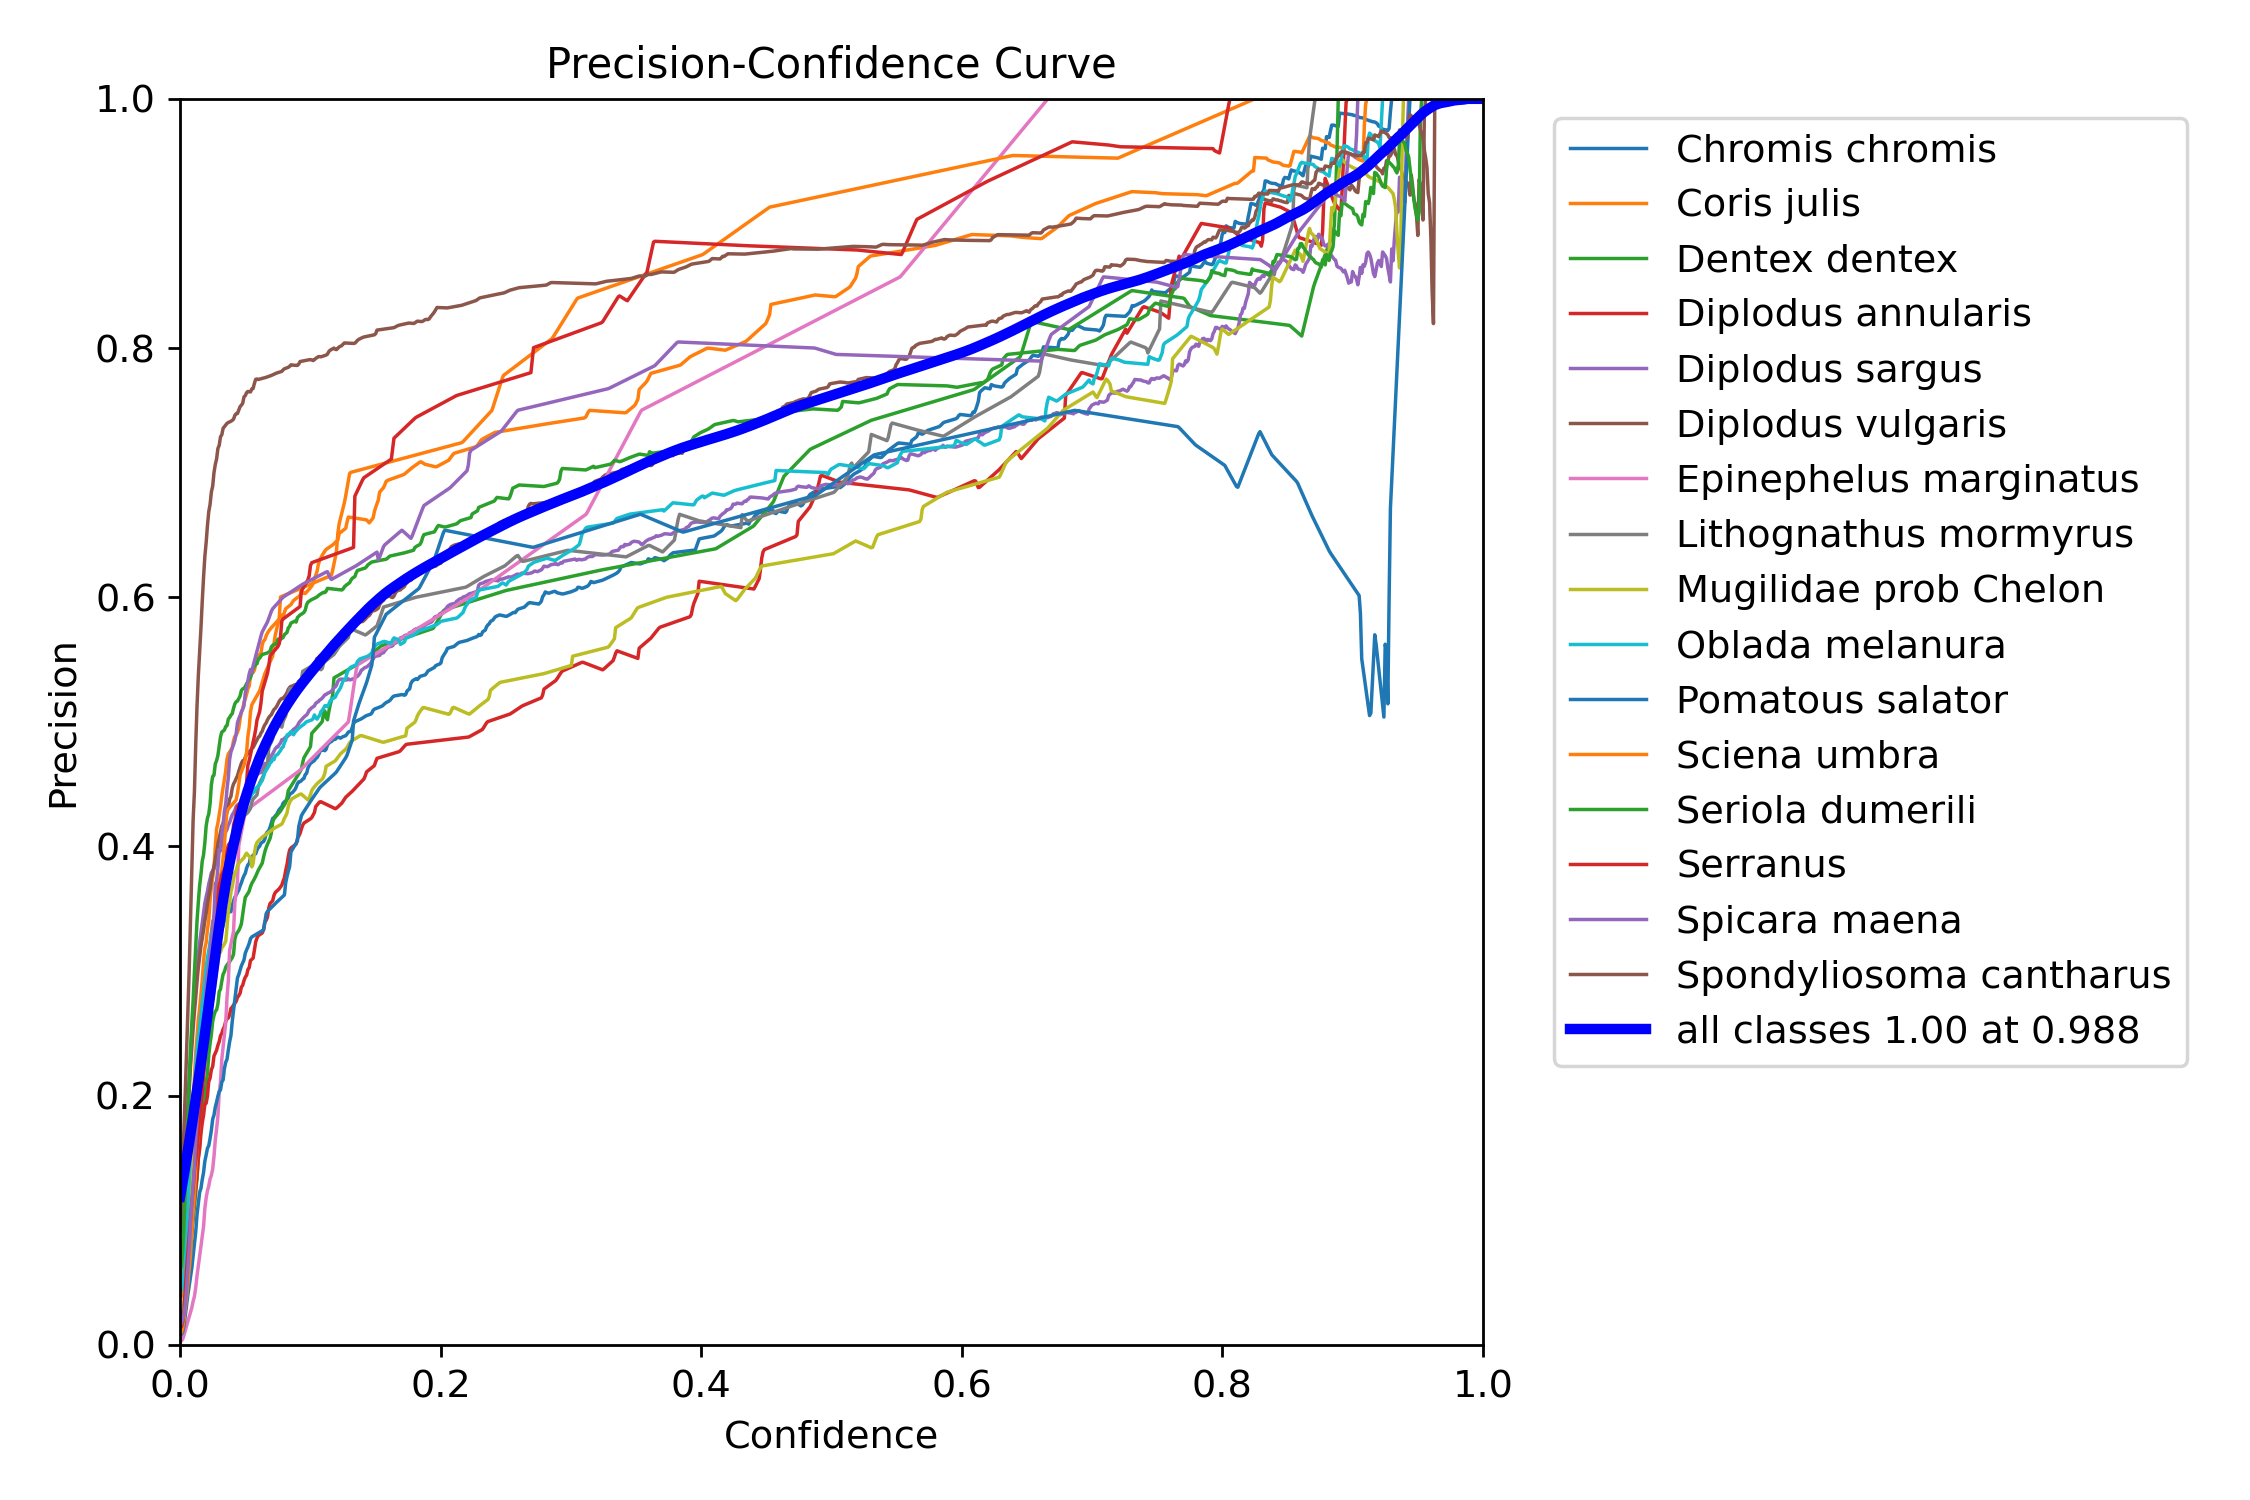 Precision-Confidence Curve
1.0
0.8
0.6
0.4
0.2
0.0
Precision
0.0 0.2 0.4 0.6 0.8 1.0
Confidence
Chromis chromis
Coris julis
Dentex dentex
Diplodus annularis
Diplodus sargus
Diplodus vulgaris
Epinephelus marginatus
Lithognathus mormyrus
Mugilidae prob Chelon
Oblada melanura
Pomatous salator
Sciena umbra
Seriola dumerili
Serranus
Spicara maena
Spondyliosoma cantharus
all classes 1.00 at 0.988